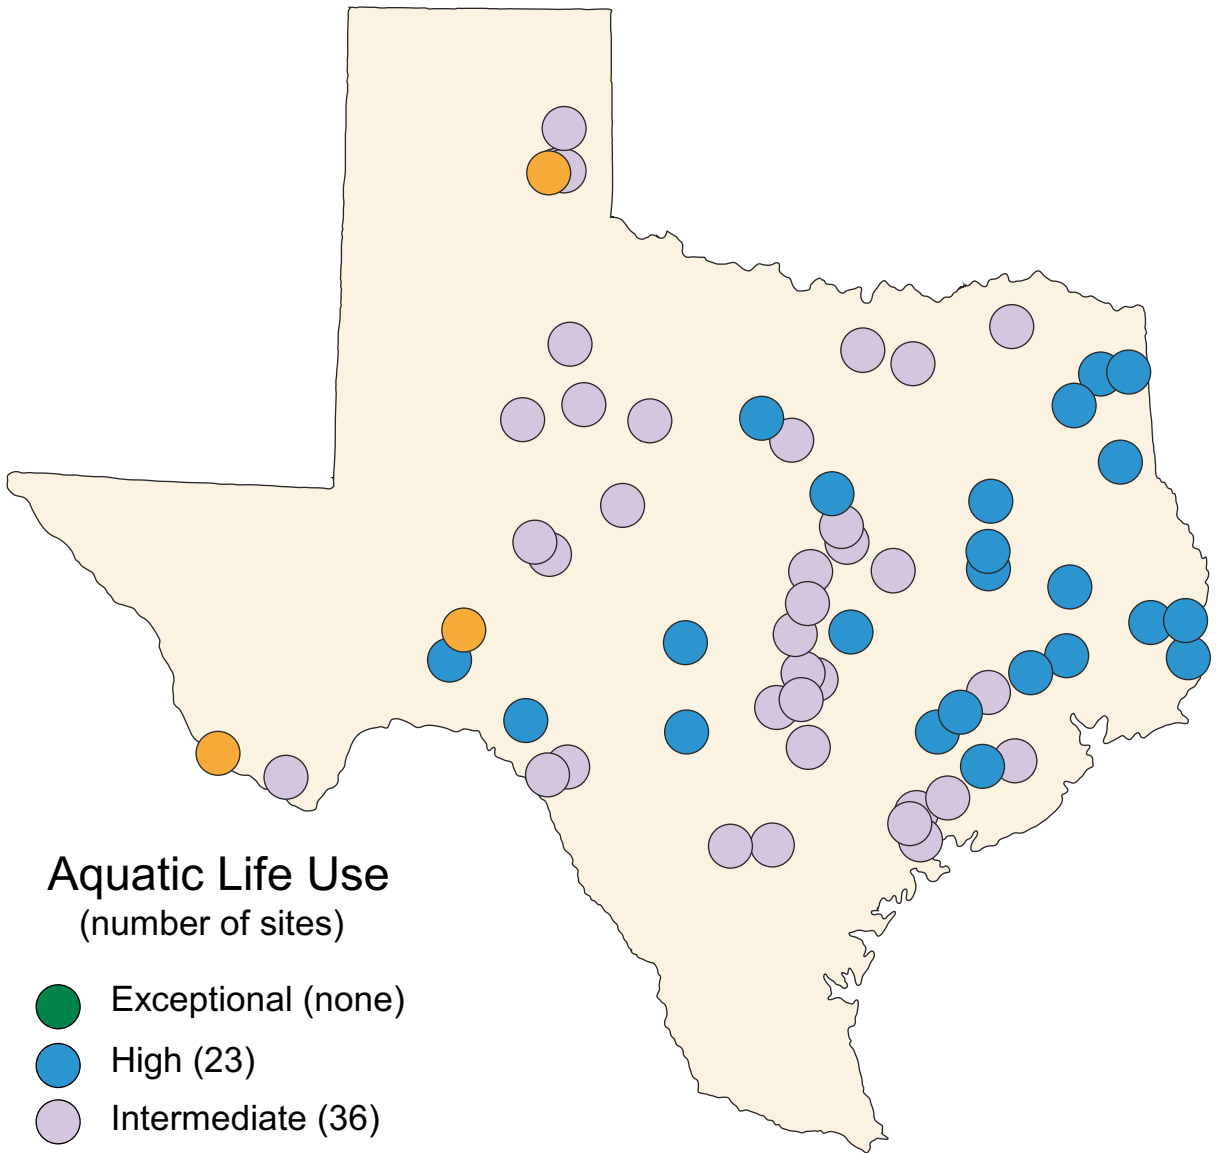 Aquatic Life Use
(number of sites)
Exceptional (none)
High (23)
Intermediate (36)